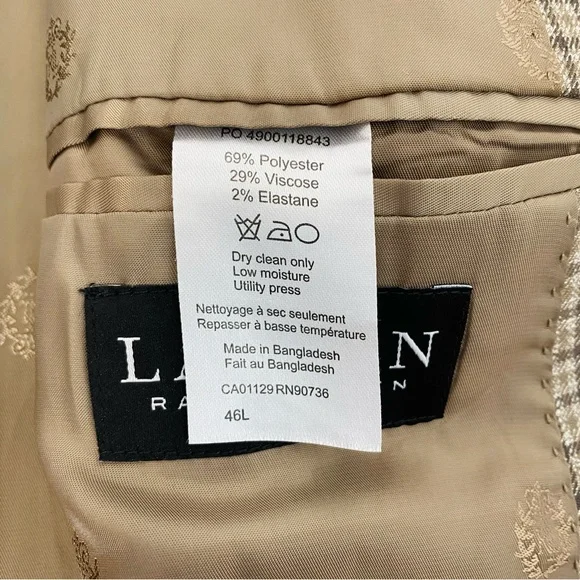 PO 4900118843
69% Polyester
29% Viscose
2% Elastane
Dry clean only
Low moisture
Utility press
Nettoyage à sec seulement
Repasser à basse température
Made in Bangladesh
Fait au Bangladesh
CA01129 RN90736
46L